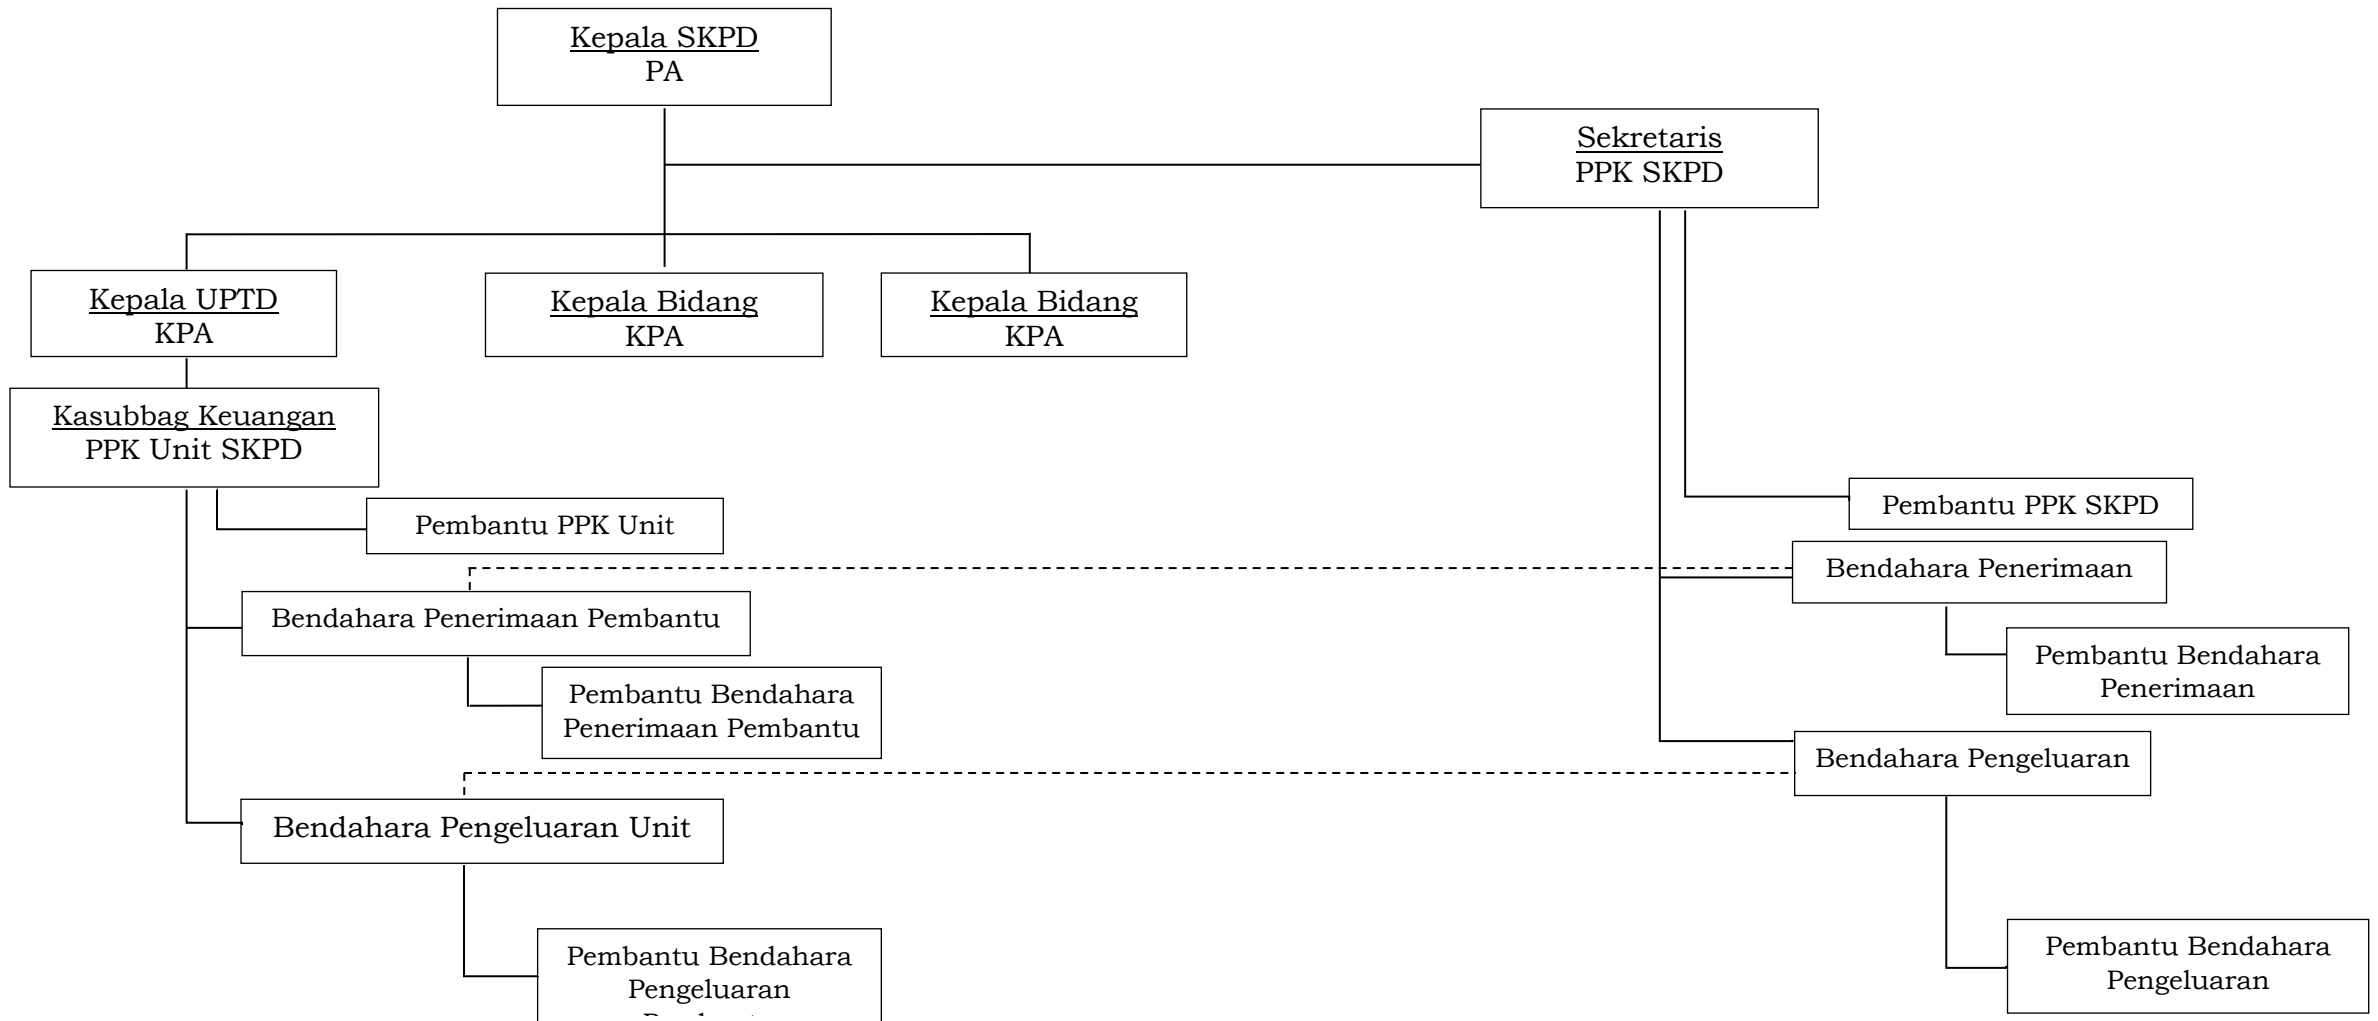 Kepala SKPD
PA
Sekretaris
PPK SKPD
Kepala UPTD
KPA
Kepala Bidang
KPA
Kepala Bidang
KPA
Kasubbag Keuangan
PPK Unit SKPD
Pembantu PPK Unit
Pembantu PPK SKPD
Bendahara Penerimaan
Bendahara Penerimaan Pembantu
Pembantu Bendahara
Penerimaan
Pembantu Bendahara
Penerimaan Pembantu
Bendahara Pengeluaran
Bendahara Pengeluaran Unit
Pembantu Bendahara
Pengeluaran
Pembantu Bendahara
Pengeluaran